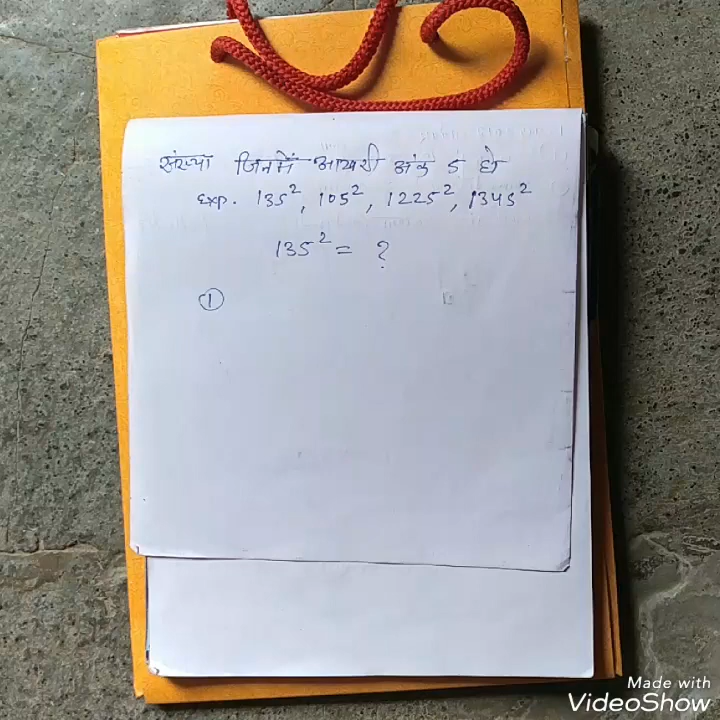 संख्या जिनमें आखरी अंक 5 हो
exp. 135², 105², 1225², 1345²
135² = ?
①
Made with
VideoShow